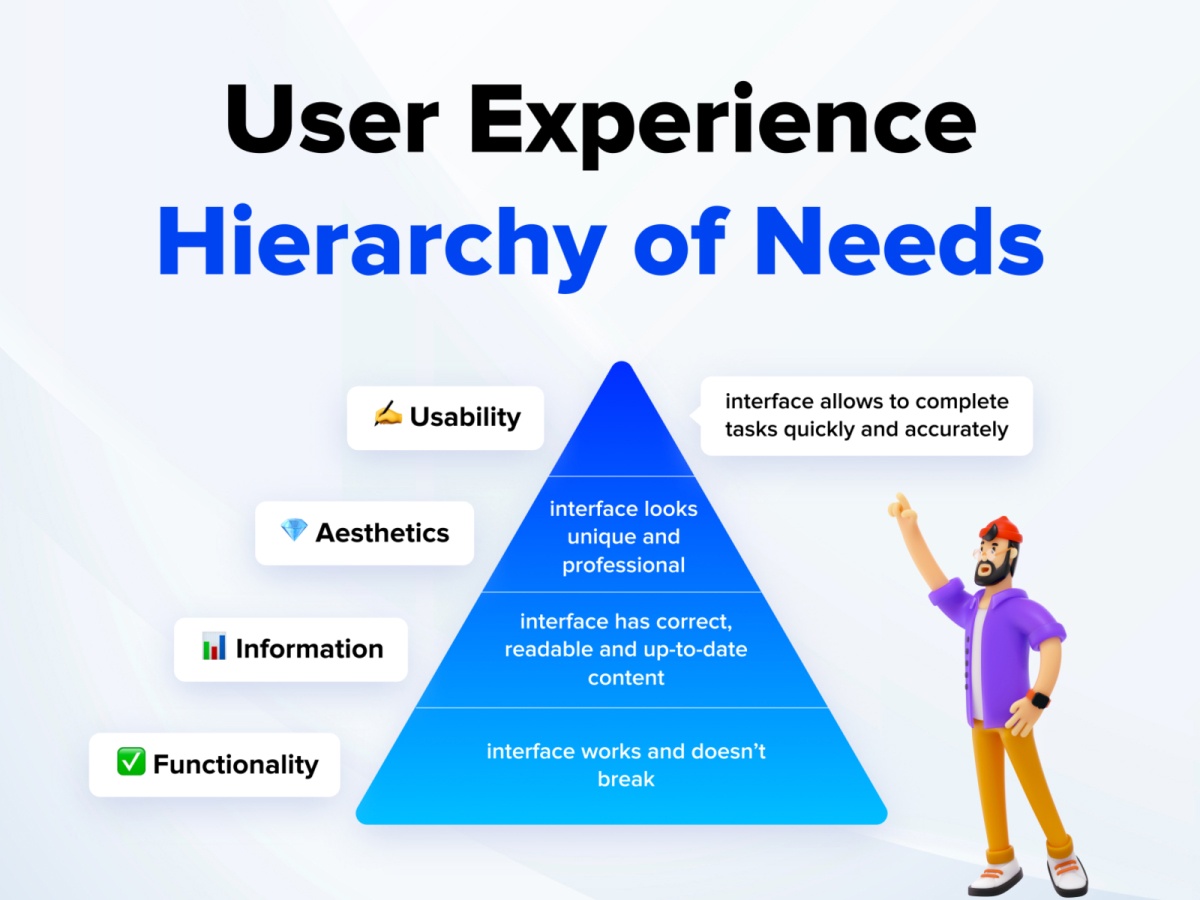 User Experience
Hierarchy of Needs
Usability
interface allows to complete
tasks quickly and accurately
Aesthetics
interface looks
unique and
professional
Information
interface has correct,
readable and up-to-date
content
Functionality
interface works and doesn’t
break